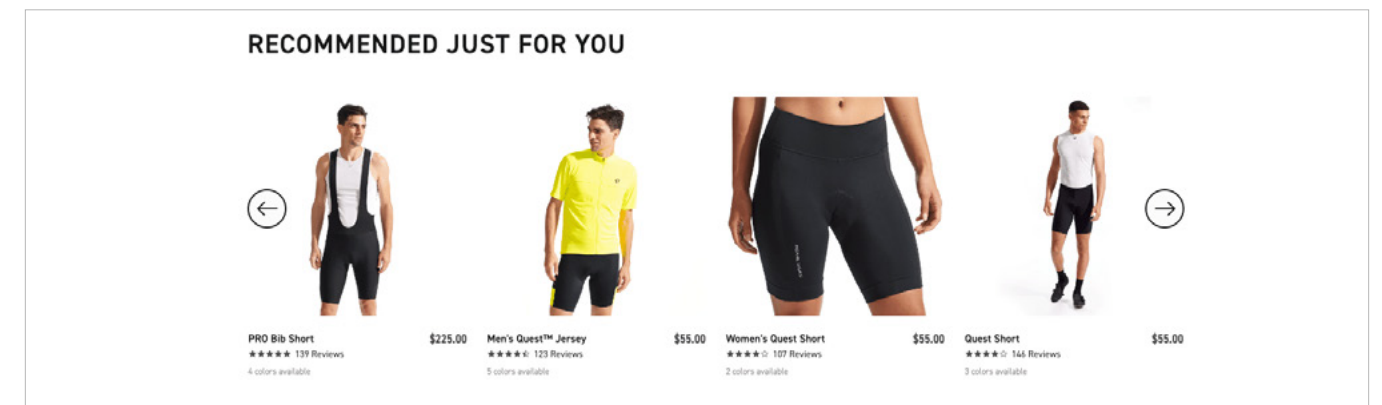 RECOMMENDED JUST FOR YOU
PRO Bib Short $225.00
★★★★★ 139 Reviews
4 colors available
Men's Quest™ Jersey $55.00
123 Reviews
5 colors available
Women's Quest Short $55.00
★★★★☆ 107 Reviews
2 colors available
Quest Short $55.00
★★★★☆ 146 Reviews
3 colors available